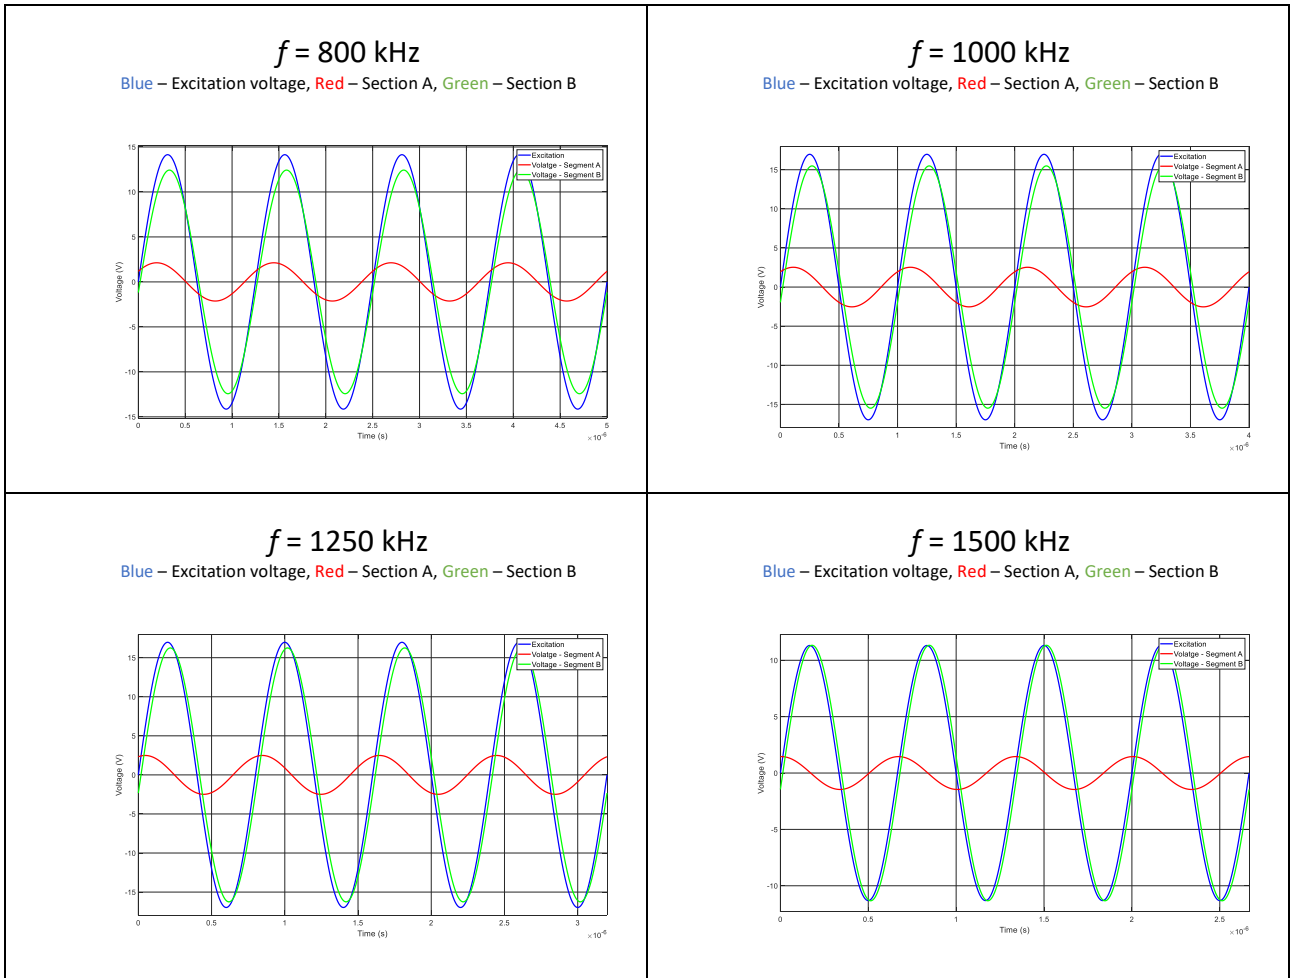 f = 800 kHz
Blue – Excitation voltage, Red – Section A, Green – Section B
15
10
5
0
-5
-10
-15
Voltage (V)
Excitation
Volatge - Segment A
Voltage - Segment B
0 0.5 1 1.5 2 2.5 3 3.5 4 4.5 5
Time (s)
×10⁻⁶
f = 1000 kHz
Blue – Excitation voltage, Red – Section A, Green – Section B
15
10
5
0
-5
-10
-15
Voltage (V)
Excitation
Volatge - Segment A
Voltage - Segment B
0 0.5 1 1.5 2 2.5 3 3.5 4
Time (s)
×10⁻⁶
f = 1250 kHz
Blue – Excitation voltage, Red – Section A, Green – Section B
15
10
5
0
-5
-10
-15
Voltage (V)
Excitation
Volatge - Segment A
Voltage - Segment B
0 0.5 1 1.5 2 2.5 3
Time (s)
×10⁻⁶
f = 1500 kHz
Blue – Excitation voltage, Red – Section A, Green – Section B
10
5
0
-5
-10
Voltage (V)
Excitation
Volatge - Segment A
Voltage - Segment B
0 0.5 1 1.5 2 2.5
Time (s)
×10⁻⁶